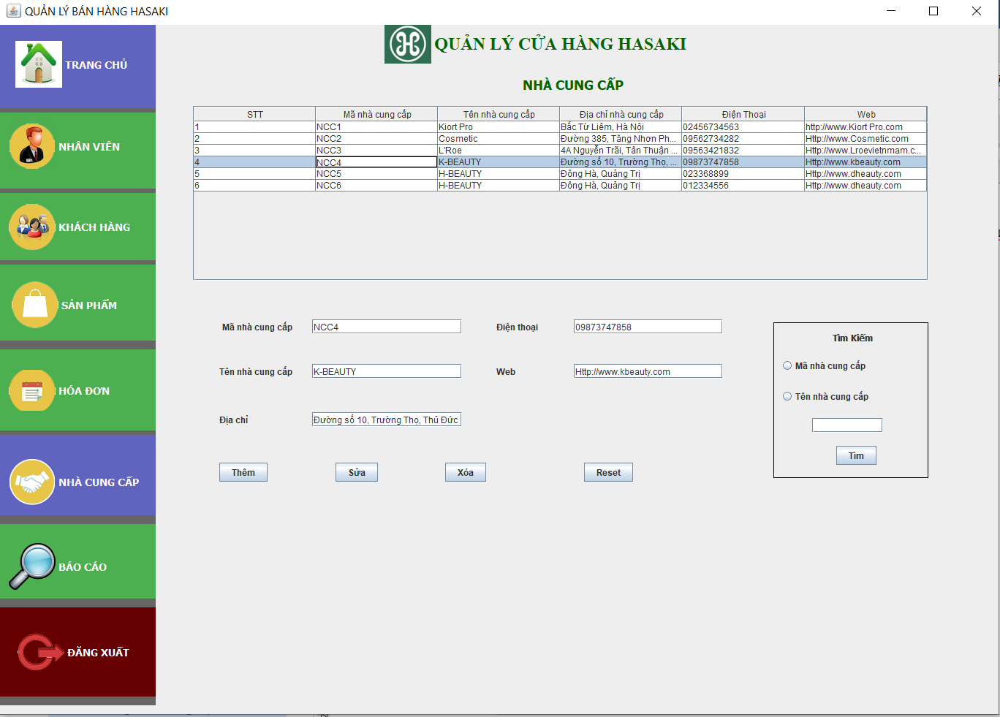 QUẢN LÝ BÁN HÀNG HASAKI
TRANG CHỦ
NHÂN VIÊN
KHÁCH HÀNG
SẢN PHẨM
HÓA ĐƠN
NHÀ CUNG CẤP
BÁO CÁO
ĐĂNG XUẤT
QUẢN LÝ CỬA HÀNG HASAKI
NHÀ CUNG CẤP
STT Mã nhà cung cấp Tên nhà cung cấp Địa chỉ nhà cung cấp Điện Thoại Web
1 NCC1 Kiort Pro Bắc Từ Liêm, Hà Nội 02456734563 http://www.Kiort Pro.com
2 NCC2 Cosmetic Đường 385, Tăng Nhơn Ph... 09562734282 Http://www.Cosmetic.com
3 NCC3 L'Roe 4A Nguyễn Trãi, Tân Thuận ... 09563421832 Http://www.Lroevietnmam.c...
4 NCC4 K-BEAUTY Đường số 10, Trường Thọ, ... 09873747858 Http://www.kbeauty.com
5 NCC5 H-BEAUTY Đông Hà, Quảng Trị 023368899 Http://www.dheauty.com
6 NCC6 H-BEAUTY Đông Hà, Quảng Trị 012334556 Http://www.dheauty.com
Mã nhà cung cấp NCC4 Điện thoại 09873747858
Tên nhà cung cấp K-BEAUTY Web Http://www.kbeauty.com
Địa chỉ Đường số 10, Trường Thọ, Thủ Đức
Thêm Sửa Xóa Reset
Tìm Kiếm
Mã nhà cung cấp
Tên nhà cung cấp
Tìm